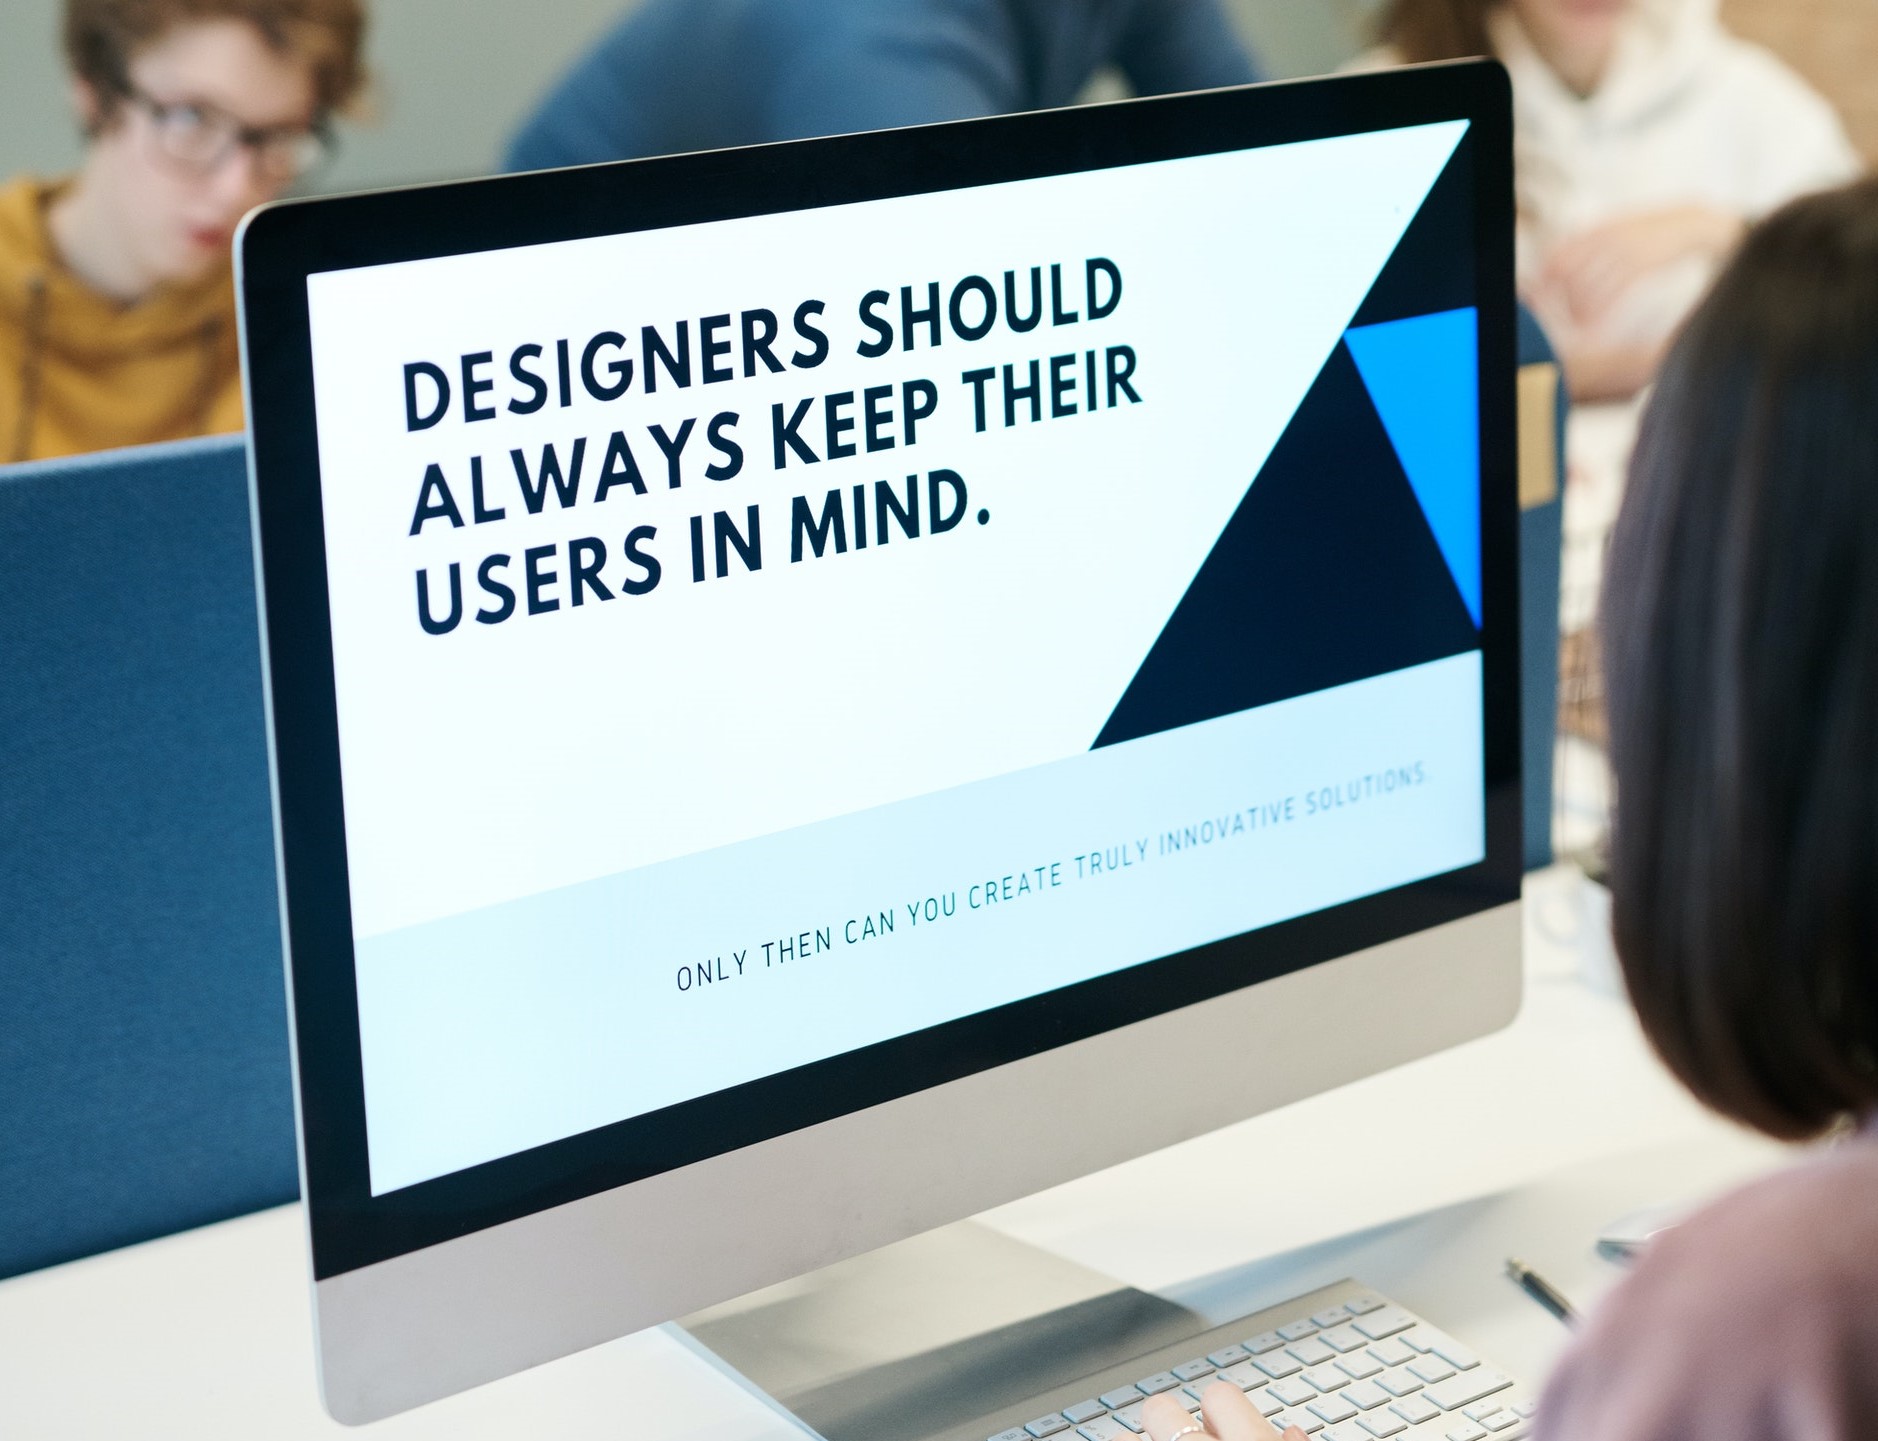 DESIGNERS SHOULD
ALWAYS KEEP THEIR
USERS IN MIND.
ONLY THEN CAN YOU CREATE TRULY INNOVATIVE SOLUTIONS.